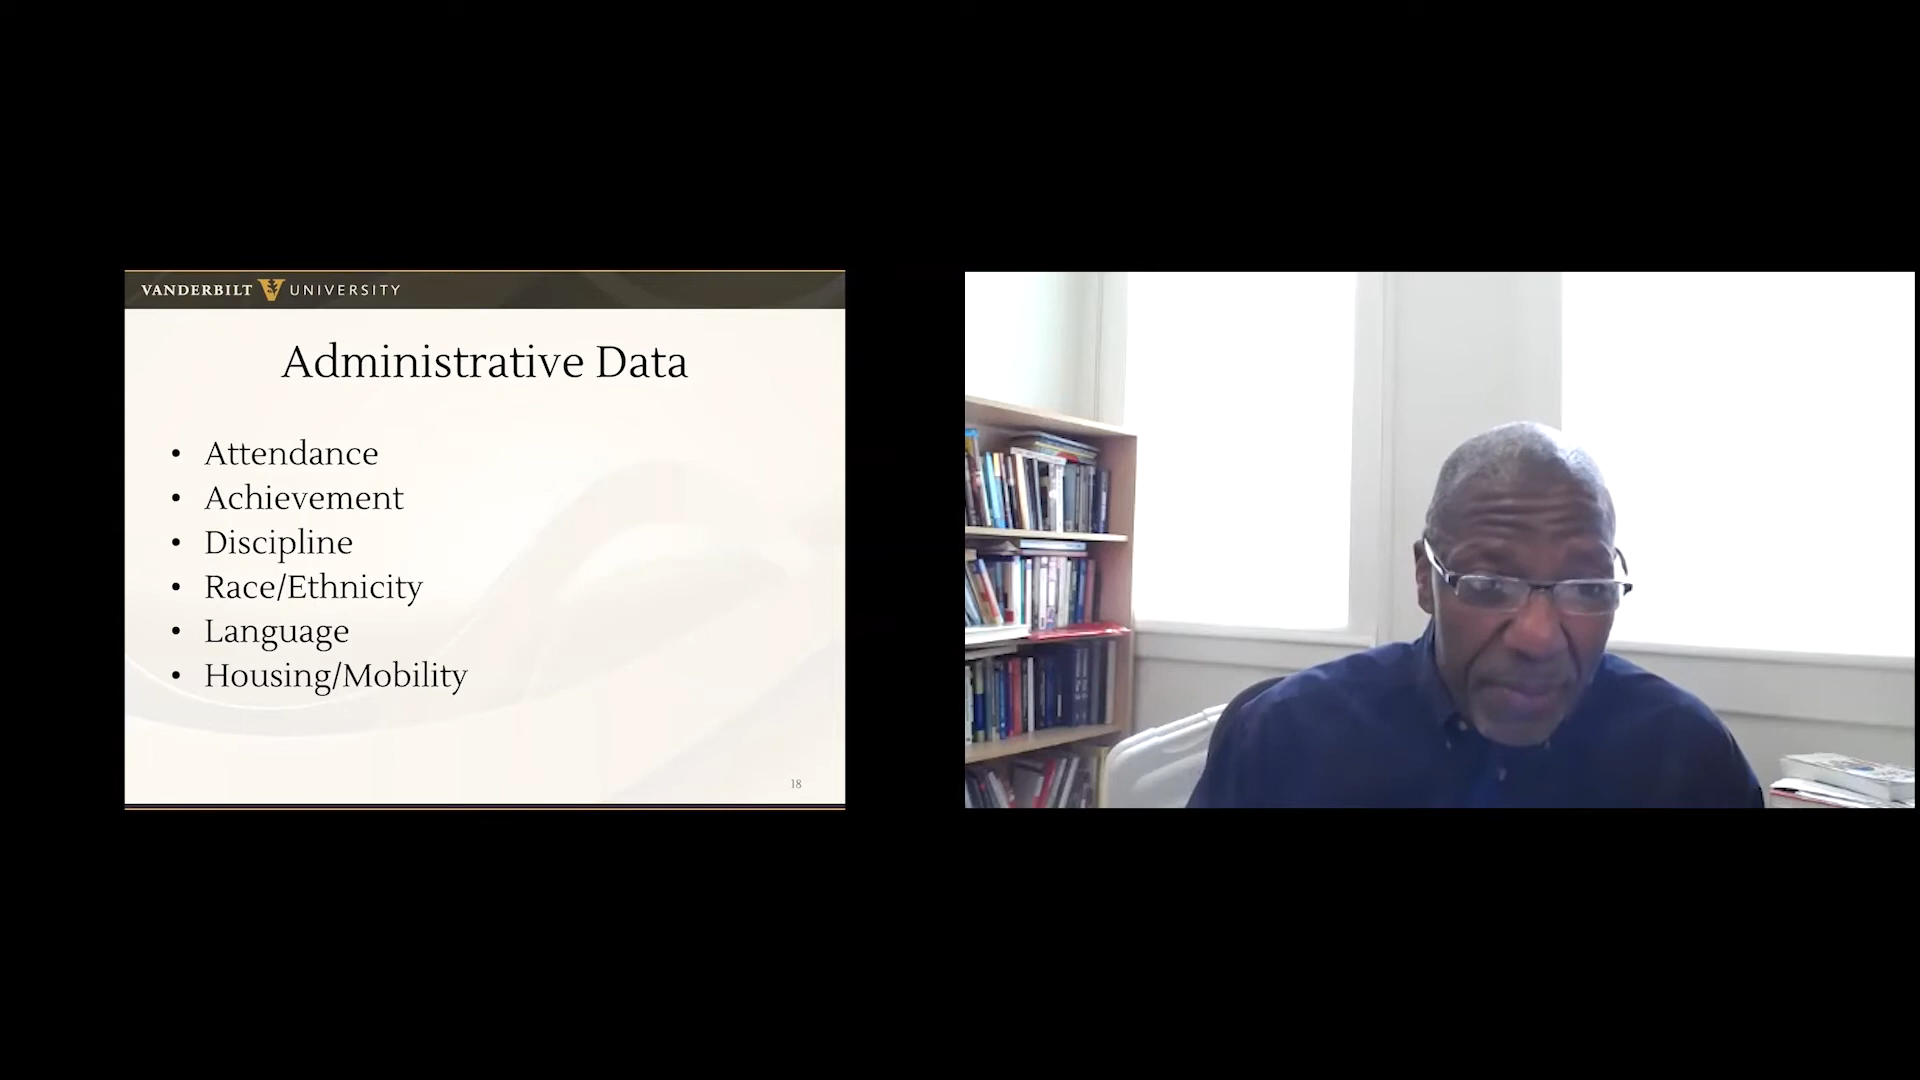 VANDERBILT UNIVERSITY
Administrative Data
• Attendance
• Achievement
• Discipline
• Race/Ethnicity
• Language
• Housing/Mobility
18